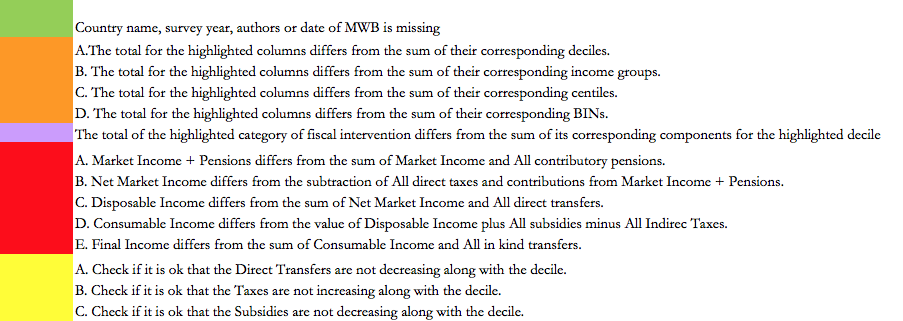 Country name, survey year, authors or date of MWB is missing
A.The total for the highlighted columns differs from the sum of their corresponding deciles.
B. The total for the highlighted columns differs from the sum of their corresponding income groups.
C. The total for the highlighted columns differs from the sum of their corresponding centiles.
D. The total for the highlighted columns differs from the sum of their corresponding BINs.
The total of the highlighted category of fiscal intervention differs from the sum of its corresponding components for the highlighted decile
A. Market Income + Pensions differs from the sum of Market Income and All contributory pensions.
B. Net Market Income differs from the subtraction of All direct taxes and contributions from Market Income + Pensions.
C. Disposable Income differs from the sum of Net Market Income and All direct transfers.
D. Consumable Income differs from the value of Disposable Income plus All subsidies minus All Indirec Taxes.
E. Final Income differs from the sum of Consumable Income and All in kind transfers.
A. Check if it is ok that the Direct Transfers are not decreasing along with the decile.
B. Check if it is ok that the Taxes are not increasing along with the decile.
C. Check if it is ok that the Subsidies are not decreasing along with the decile.